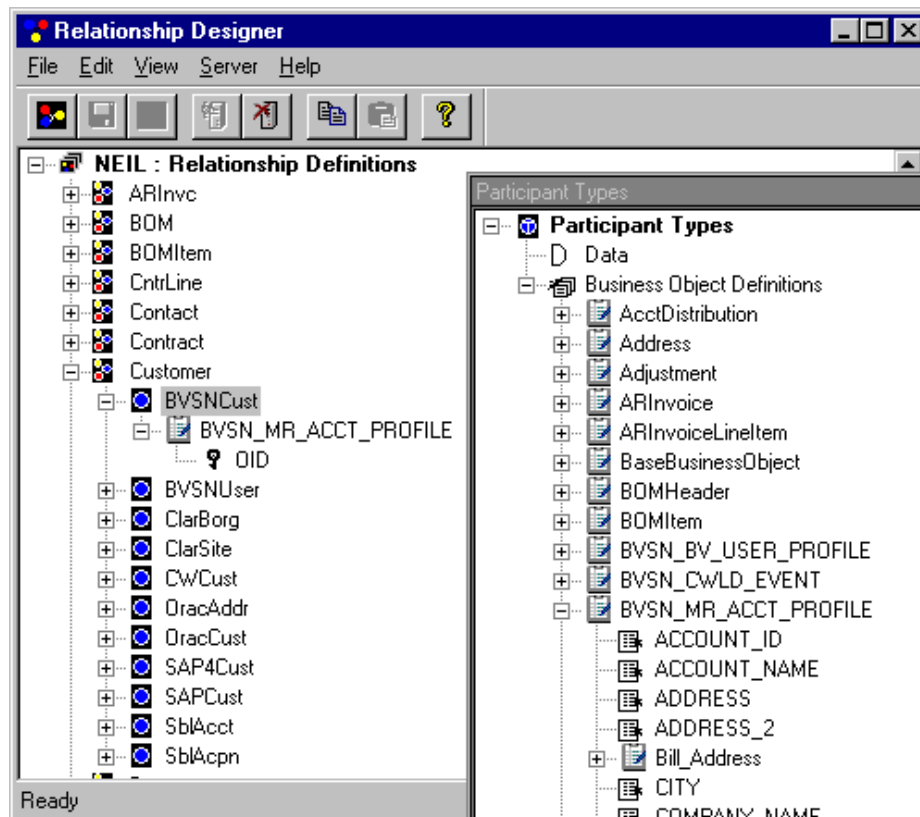 Relationship Designer
File Edit View Server Help
NEIL : Relationship Definitions
ARInvc
BOM
BOMItem
CntrLine
Contact
Contract
Customer
BVSNCust
BVSN_MR_ACCT_PROFILE
OID
BVSNUser
ClarBorg
ClarSite
CWCust
OracAddr
OracCust
SAP4Cust
SAPCust
SblAcct
SblAcpn
Ready
Participant Types
Participant Types
Data
Business Object Definitions
AcctDistribution
Address
Adjustment
ARInvoice
ARInvoiceLineItem
BaseBusinessObject
BOMHeader
BOMItem
BVSN_BV_USER_PROFILE
BVSN_CWLD_EVENT
BVSN_MR_ACCT_PROFILE
ACCOUNT_ID
ACCOUNT_NAME
ADDRESS
ADDRESS_2
Bill_Address
CITY
COMPANY_NAME